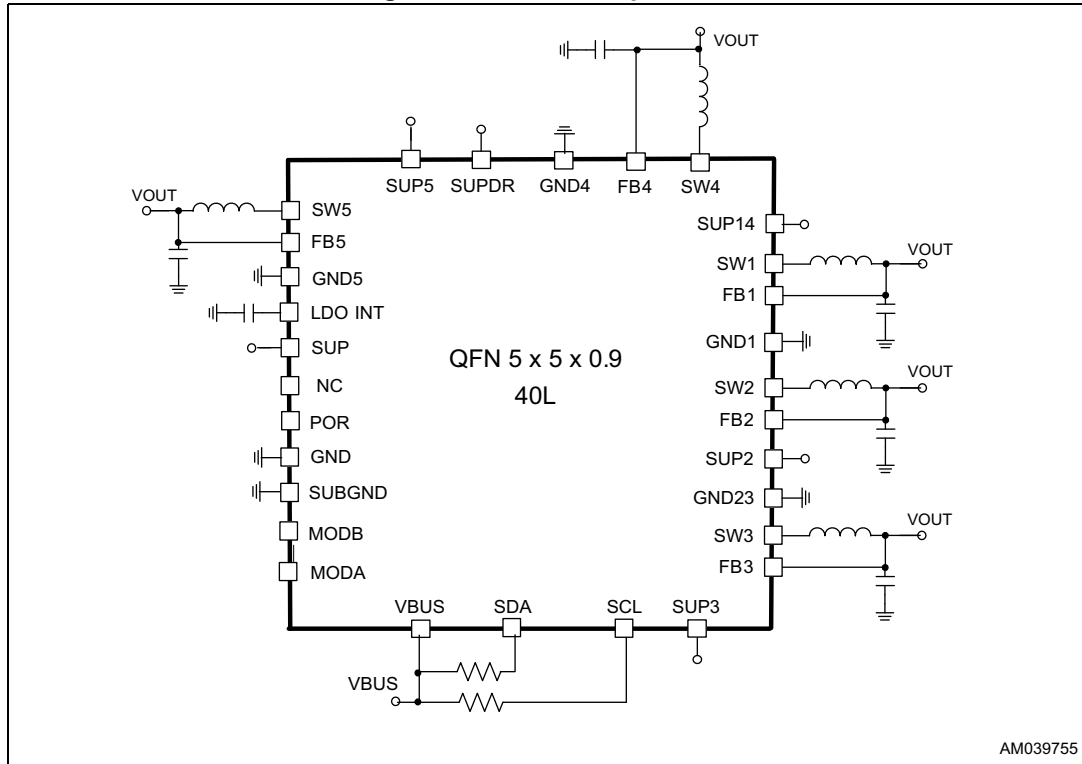 VOUT
SUP5
SUPDR
GND4
FB4
SW4
VOUT
SW5
FB5
GND5
LDO INT
SUP
NC
POR
GND
SUBGND
MODB
MODA
QFN 5 x 5 x 0.9
40L
SUP14
SW1
VOUT
FB1
GND1
SW2
VOUT
FB2
SUP2
GND23
SW3
VOUT
FB3
VBUS
SDA
SCL
SUP3
VBUS
AM039755